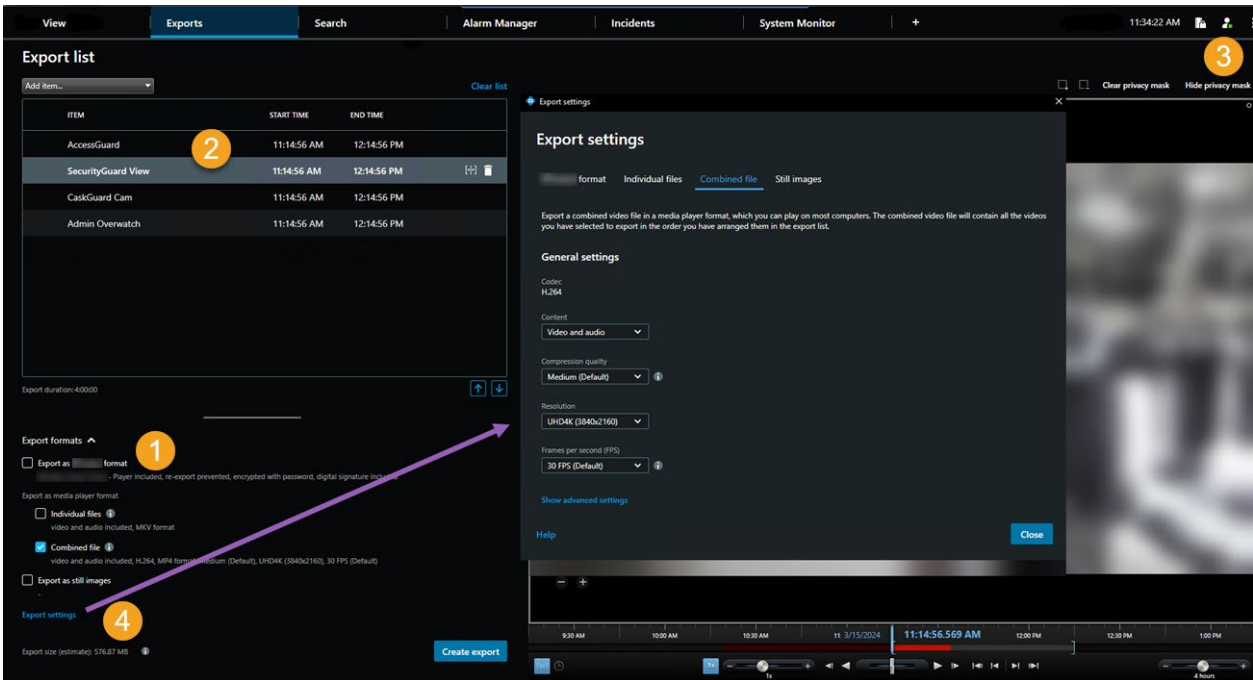 View Exports Search Alarm Manager Incidents System Monitor + 11:34:22 AM
3
Export list
Add item... Clear list
Clear privacy mask Hide privacy mask
ITEM START TIME END TIME
AccessGuard 11:14:56 AM 12:14:56 PM
2
SecurityGuard View 11:14:56 AM 12:14:56 PM
CaskGuard Cam 11:14:56 AM 12:14:56 PM
Admin Overwatch 11:14:56 AM 12:14:56 PM
Export duration: 4:00:00
Export formats
1
Export as format
- Player included, re-export prevented, encrypted with password, digital signature
Export as media player format
Individual files
video and audio included, MKV format
Combined file
video and audio included, H.264, MP4 format, Medium (Default), UHD4K (3840x2160), 30 FPS (Default)
Export as still images
-
Export settings
4
Export size (estimate): 576.87 MB
Create export
Export settings
Export settings
format Individual files Combined file Still images
Export a combined video file in a media player format, which you can play on most computers. The combined video file will contain all the videos
you have selected to export in the order you have arranged them in the export list.
General settings
Codec
H.264
Content
Video and audio
Compression quality
Medium (Default)
Resolution
UHD4K (3840x2160)
Frames per second (FPS)
30 FPS (Default)
Show advanced settings
Help Close
9:30 AM 10:00 AM 10:30 AM 11 3/15/2024 11:14:56.569 AM 12:00 PM 12:30 PM 1:00 PM
1x
1x
4 hours